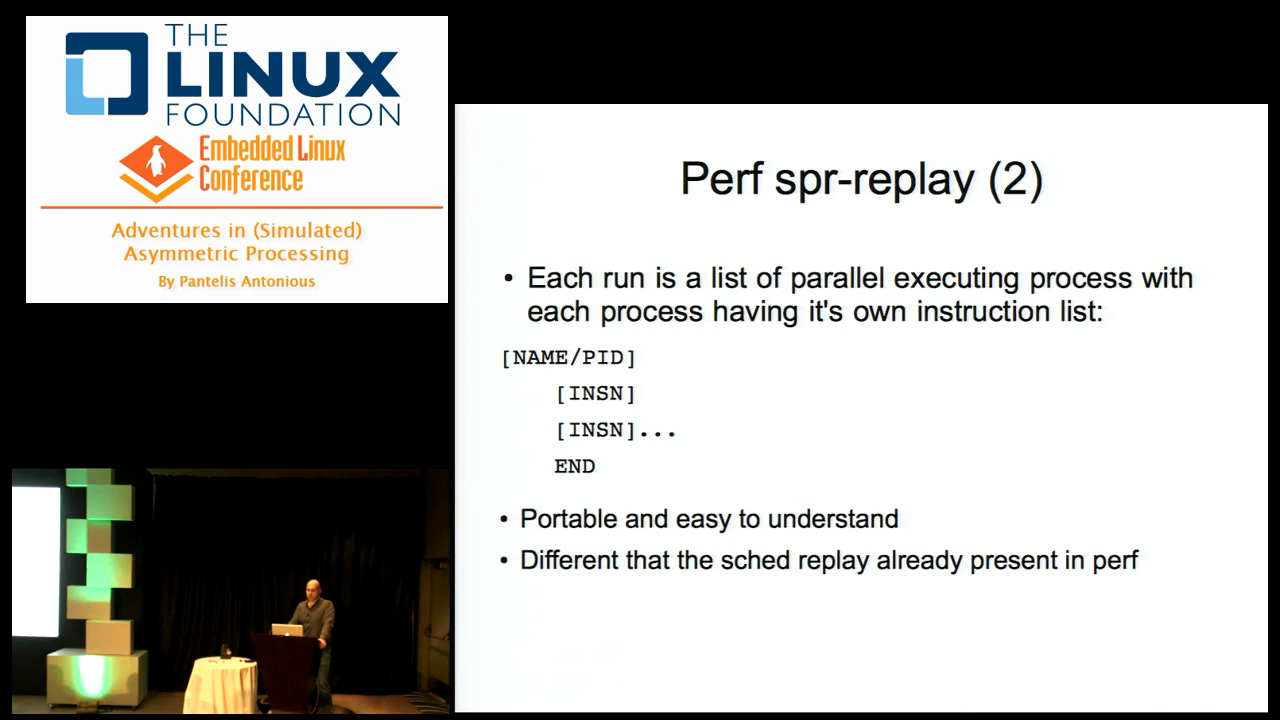 THE
LINUX
FOUNDATION
Embedded Linux
Conference
Adventures in (Simulated)
Asymmetric Processing
By Pantelis Antonious
Perf spr-replay (2)
• Each run is a list of parallel executing process with
each process having it's own instruction list:
[NAME/PID]
[INSN]
[INSN]...
END
• Portable and easy to understand
• Different that the sched replay already present in perf